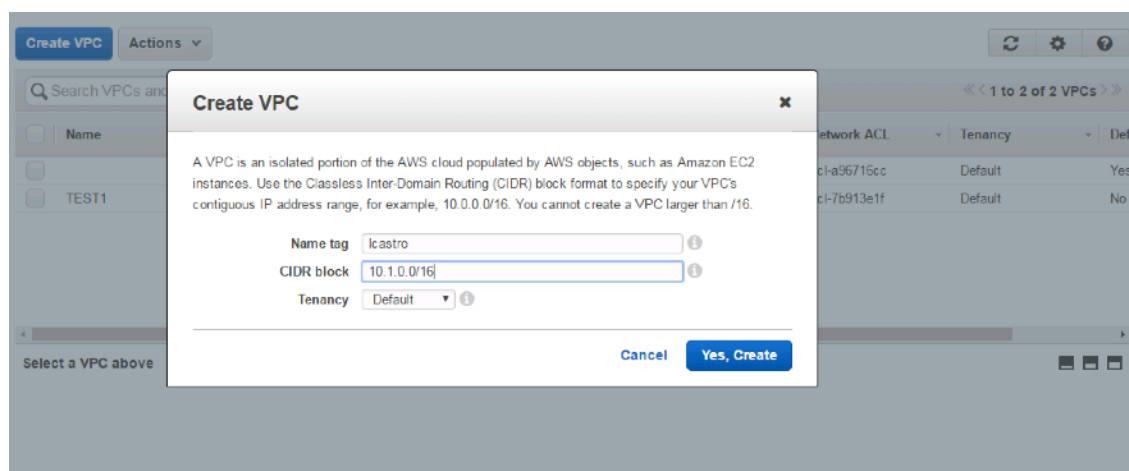 Create VPC Actions
Search VPCs and
1 to 2 of 2 VPCs
Name
etwork ACL Tenancy Def
cl-a96716cc Default Yes
TEST1 cl-7b913e1f Default No
Create VPC
A VPC is an isolated portion of the AWS cloud populated by AWS objects, such as Amazon EC2
instances. Use the Classless Inter-Domain Routing (CIDR) block format to specify your VPC's
contiguous IP address range, for example, 10.0.0.0/16. You cannot create a VPC larger than /16.
Name tag lcastro
CIDR block 10.1.0.0/16
Tenancy Default
Cancel Yes, Create
Select a VPC above